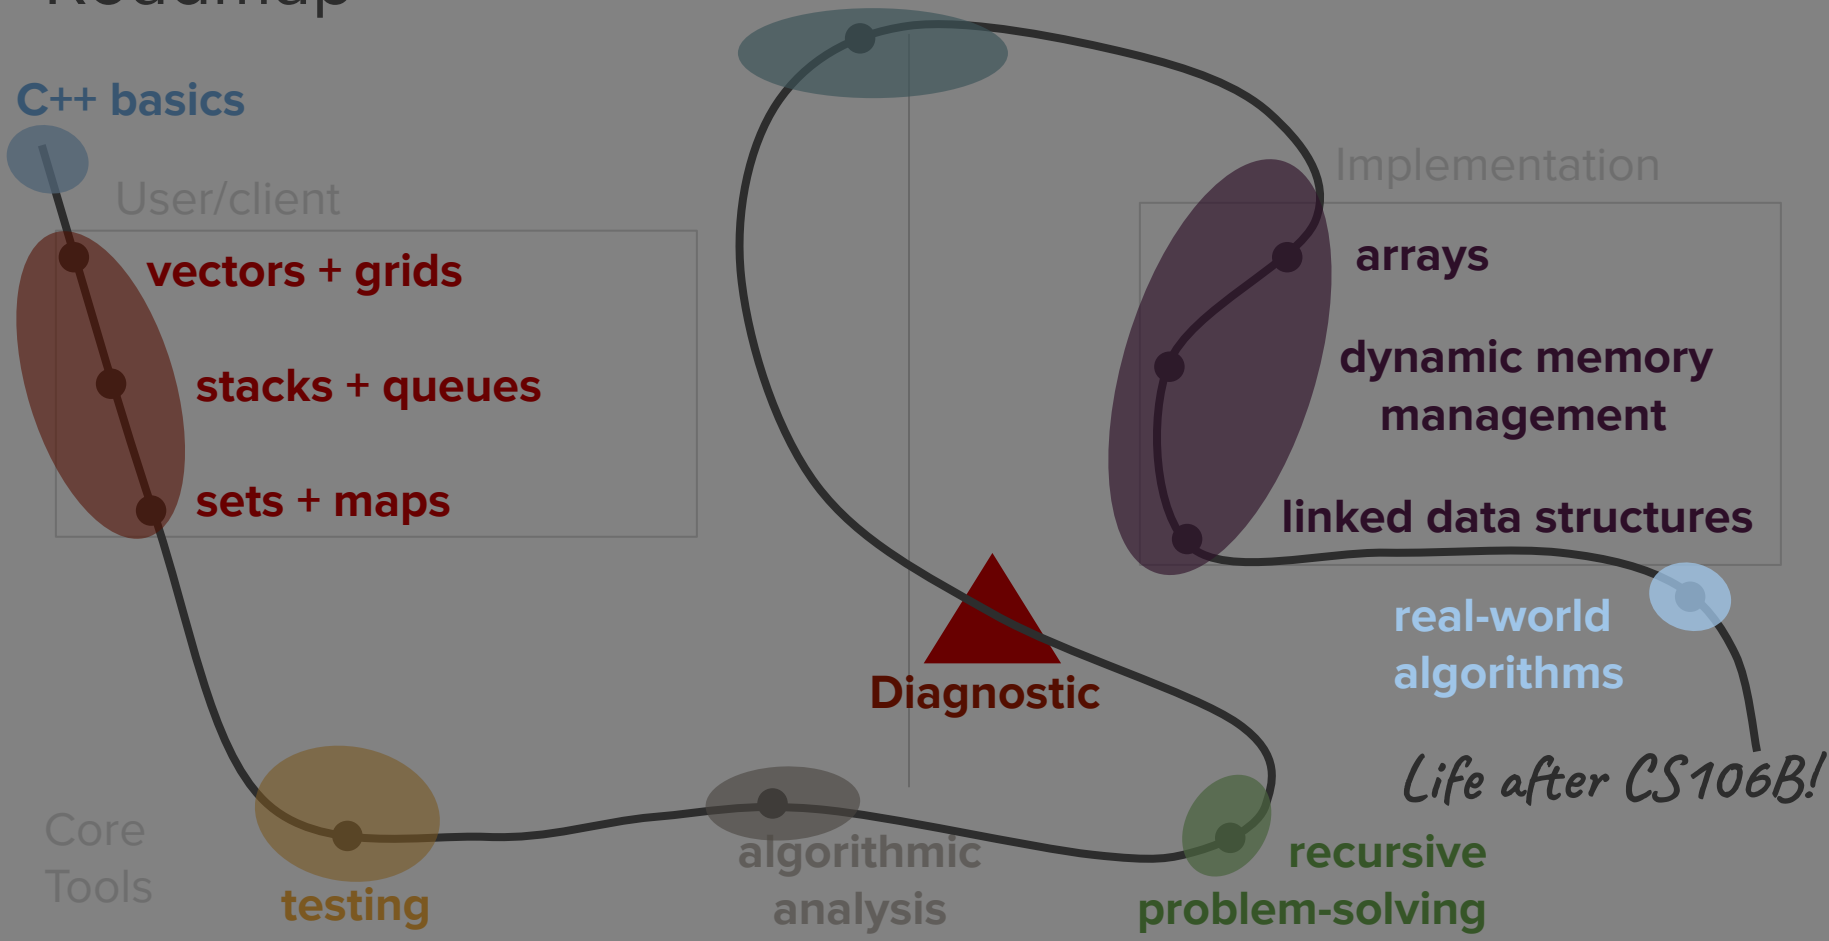 Roadmap
C++ basics
User/client
vectors + grids
stacks + queues
sets + maps
Implementation
arrays
dynamic memory
management
linked data structures
real-world
algorithms
Diagnostic
Life after CS106B!
Core
Tools
testing
algorithmic
analysis
recursive
problem-solving